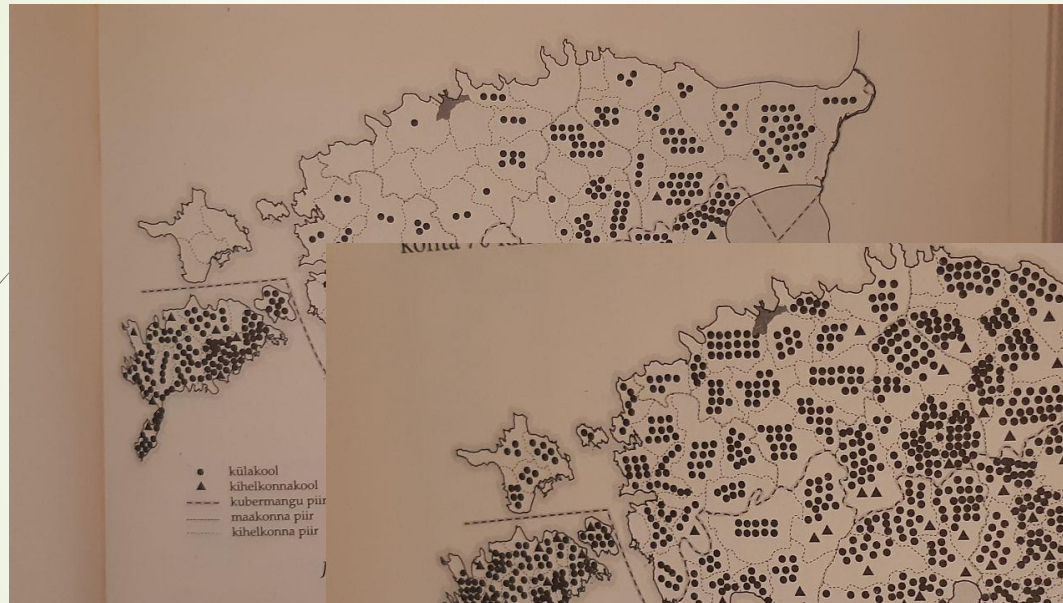 külakool
kihelkonnakool
kubermangu piir
maakonna piir
kihelkonna piir